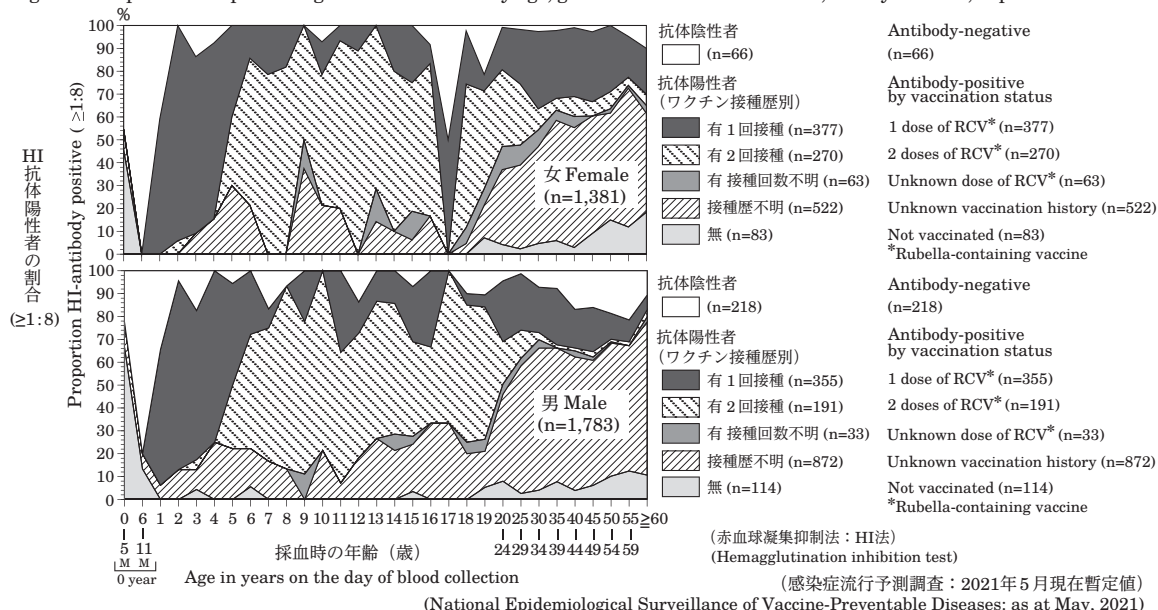 %
HI抗体陽性者の割合
(≧1:8)
Proportion HI-antibody positive (≥1:8)
100
90
80
70
60
50
40
30
20
10
0
女 Female
(n=1,381)
抗体陰性者 Antibody-negative
(n=66) (n=66)
抗体陽性者 Antibody-positive
(ワクチン接種歴別) by vaccination status
有 1回接種 (n=377) 1 dose of RCV* (n=377)
有 2回接種 (n=270) 2 doses of RCV* (n=270)
有 接種回数不明 (n=63) Unknown dose of RCV* (n=63)
接種歴不明 (n=522) Unknown vaccination history (n=522)
無 (n=83) Not vaccinated (n=83)
*Rubella-containing vaccine
100
90
80
70
60
50
40
30
20
10
0
男 Male
(n=1,783)
抗体陰性者 Antibody-negative
(n=218) (n=218)
抗体陽性者 Antibody-positive
(ワクチン接種歴別) by vaccination status
有 1回接種 (n=355) 1 dose of RCV* (n=355)
有 2回接種 (n=191) 2 doses of RCV* (n=191)
有 接種回数不明 (n=33) Unknown dose of RCV* (n=33)
接種歴不明 (n=872) Unknown vaccination history (n=872)
無 (n=114) Not vaccinated (n=114)
*Rubella-containing vaccine
0 6 1 2 3 4 5 6 7 8 9 10 11 12 13 14 15 16 17 18 19 20 25 30 35 40 45 50 55 ≧60
5 11 24 29 34 39 44 49 54 59
M M
0 year
採血時の年齢(歳)
Age in years on the day of blood collection
(赤血球凝集抑制法:HI法)
(Hemagglutination inhibition test)
(感染症流行予測調査:2021年5月現在暫定値)
(National Epidemiological Surveillance of Vaccine-Preventable Diseases: as at May, 2021)